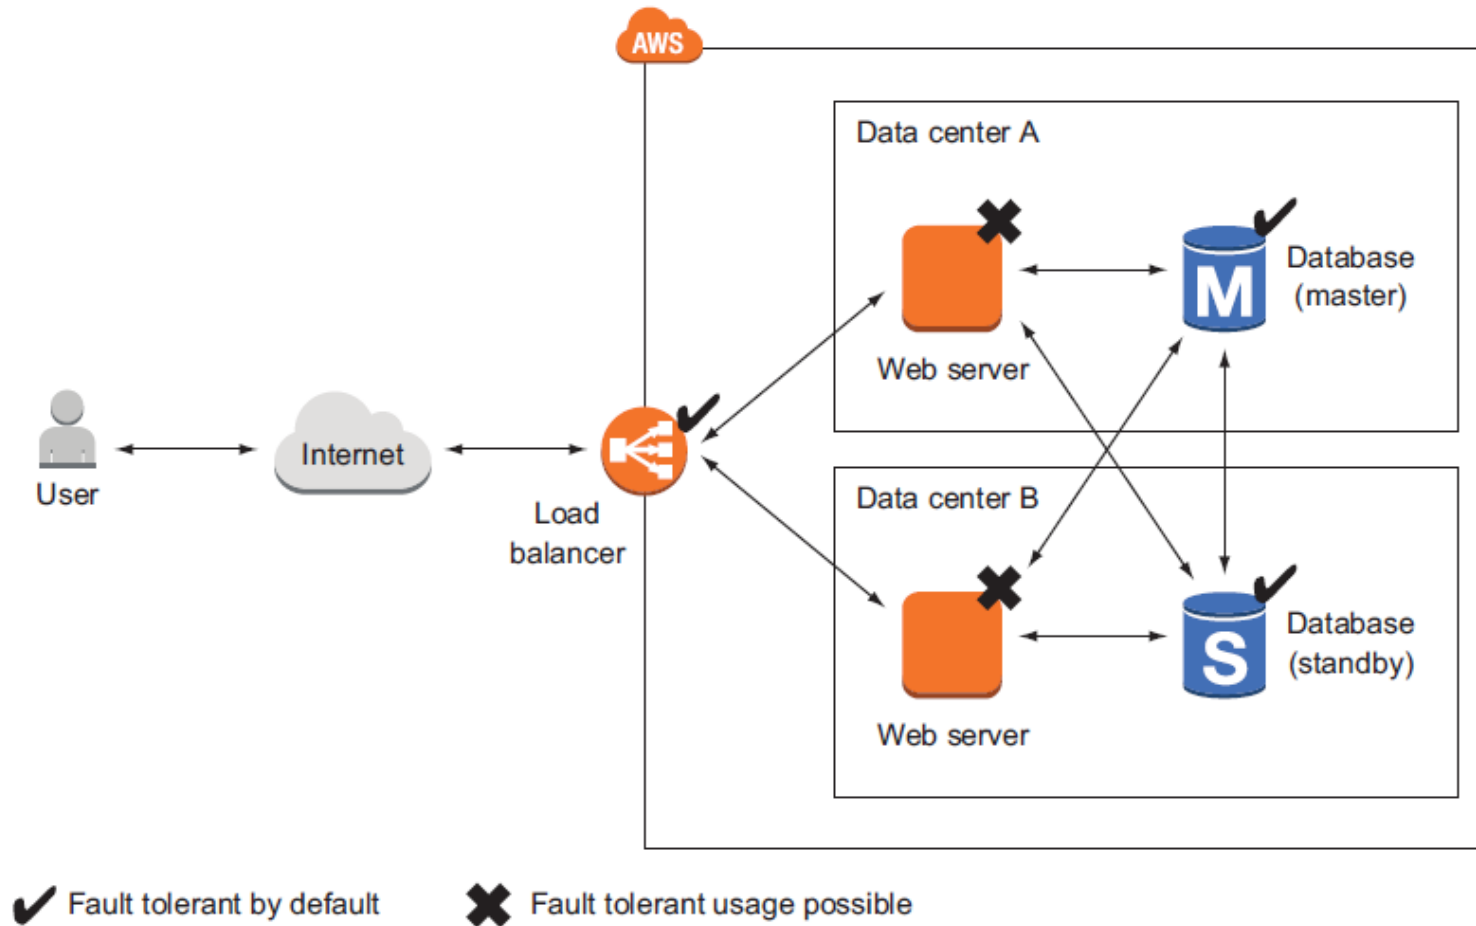 AWS
Data center A
M
Database
(master)
Web server
User
Internet
Load
balancer
Data center B
S
Database
(standby)
Web server
Fault tolerant by default
Fault tolerant usage possible